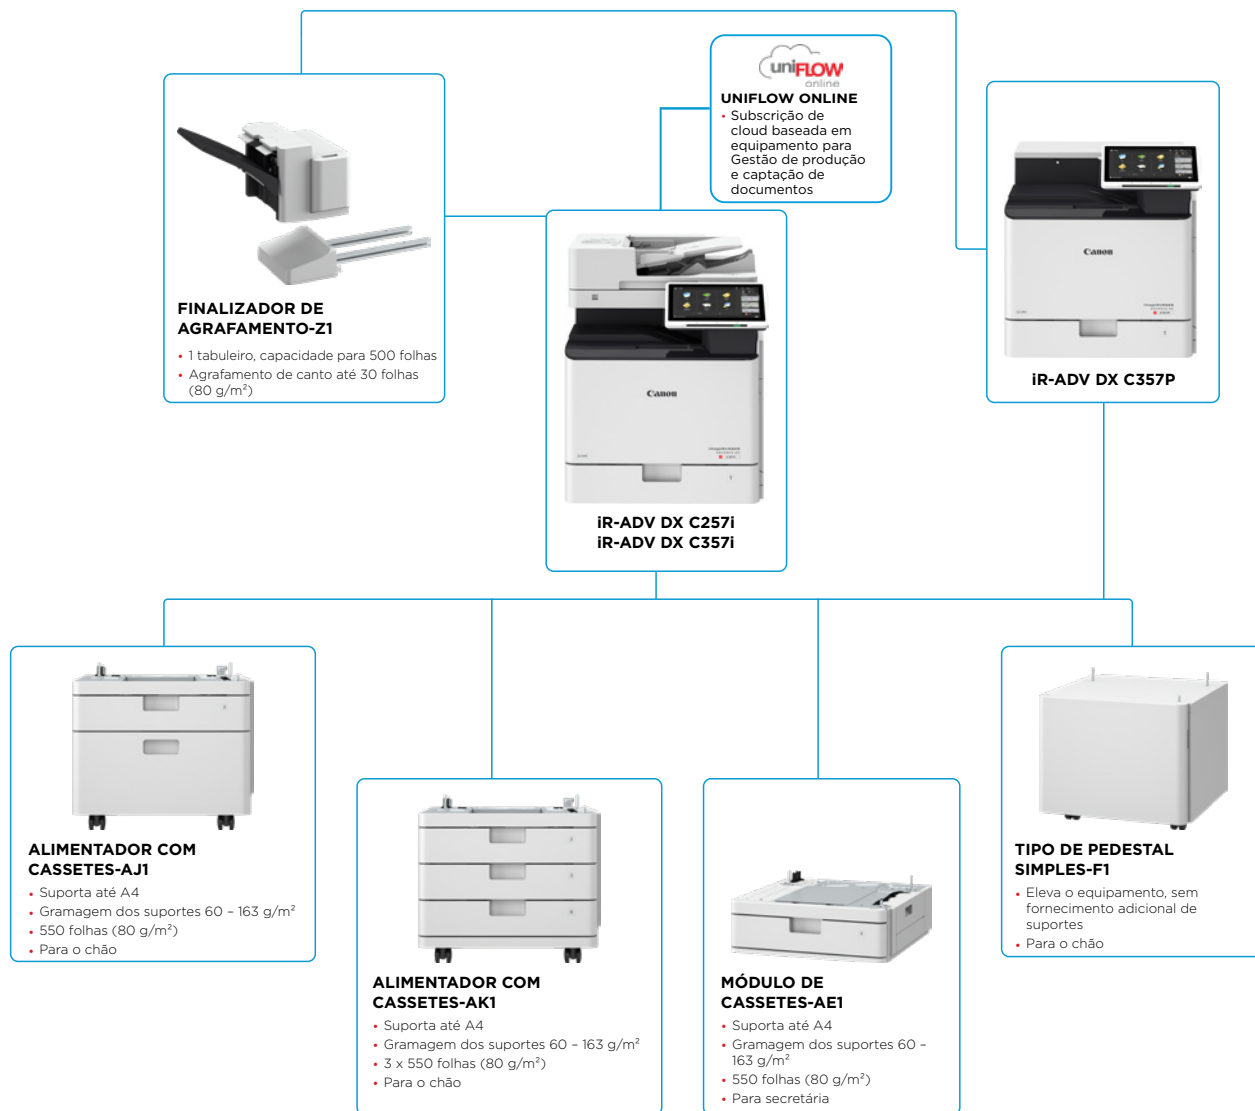 uniFLOW
online
UNIFLOW ONLINE
• Subscrição de
cloud baseada em
equipamento para
Gestão de produção
e captação de
documentos
FINALIZADOR DE
AGRAFAMENTO-Z1
• 1 tabuleiro, capacidade para 500 folhas
• Agrafamento de canto até 30 folhas
(80 g/m²)
Canon
iR-ADV DX C257i
iR-ADV DX C357i
Canon
iR-ADV DX C357P
ALIMENTADOR COM
CASSETES-AJ1
• Suporta até A4
• Gramagem dos suportes 60 – 163 g/m²
• 550 folhas (80 g/m²)
• Para o chão
ALIMENTADOR COM
CASSETES-AK1
• Suporta até A4
• Gramagem dos suportes 60 – 163 g/m²
• 3 x 550 folhas (80 g/m²)
• Para o chão
MÓDULO DE
CASSETES-AE1
• Suporta até A4
• Gramagem dos suportes 60 –
163 g/m²
• 550 folhas (80 g/m²)
• Para secretária
TIPO DE PEDESTAL
SIMPLES-F1
• Eleva o equipamento, sem
fornecimento adicional de
suportes
• Para o chão